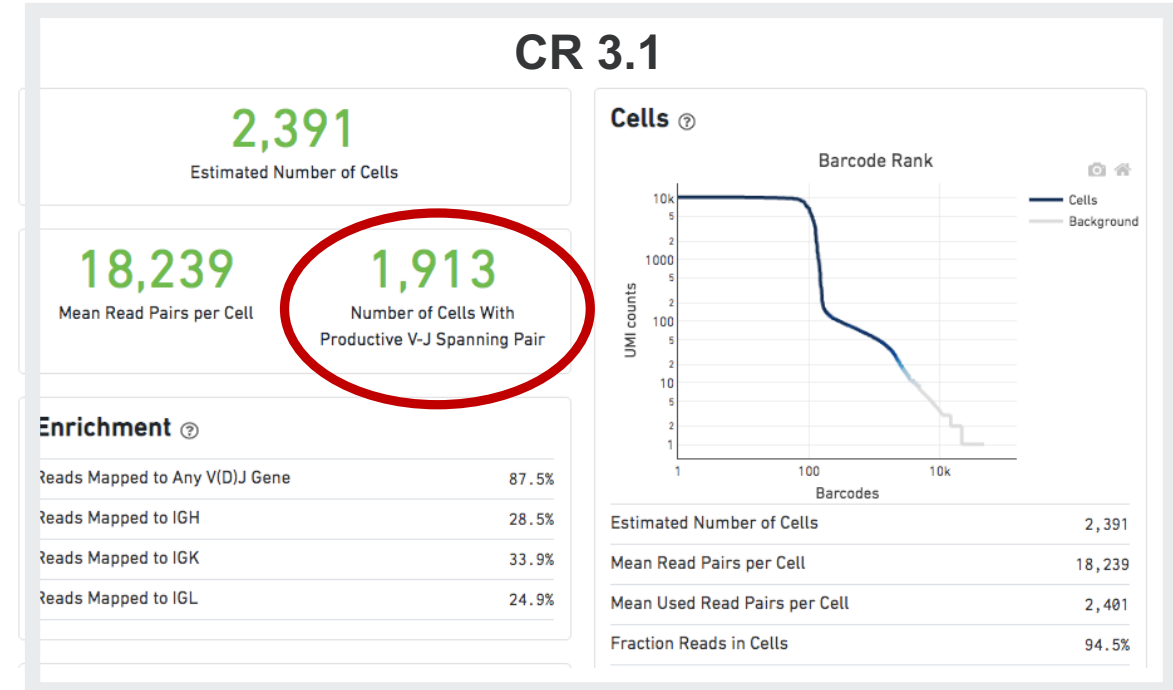 CR 3.1
2,391
Estimated Number of Cells
18,239
Mean Read Pairs per Cell
1,913
Number of Cells With
Productive V-J Spanning Pair
Enrichment ?
Reads Mapped to Any V(D)J Gene 87.5%
Reads Mapped to IGH 28.5%
Reads Mapped to IGK 33.9%
Reads Mapped to IGL 24.9%
Cells ?
Barcode Rank
Cells
Background
UMI counts
10k
5
2
1000
5
2
100
5
2
10
5
2
1
1 100 10k
Barcodes
Estimated Number of Cells 2,391
Mean Read Pairs per Cell 18,239
Mean Used Read Pairs per Cell 2,401
Fraction Reads in Cells 94.5%